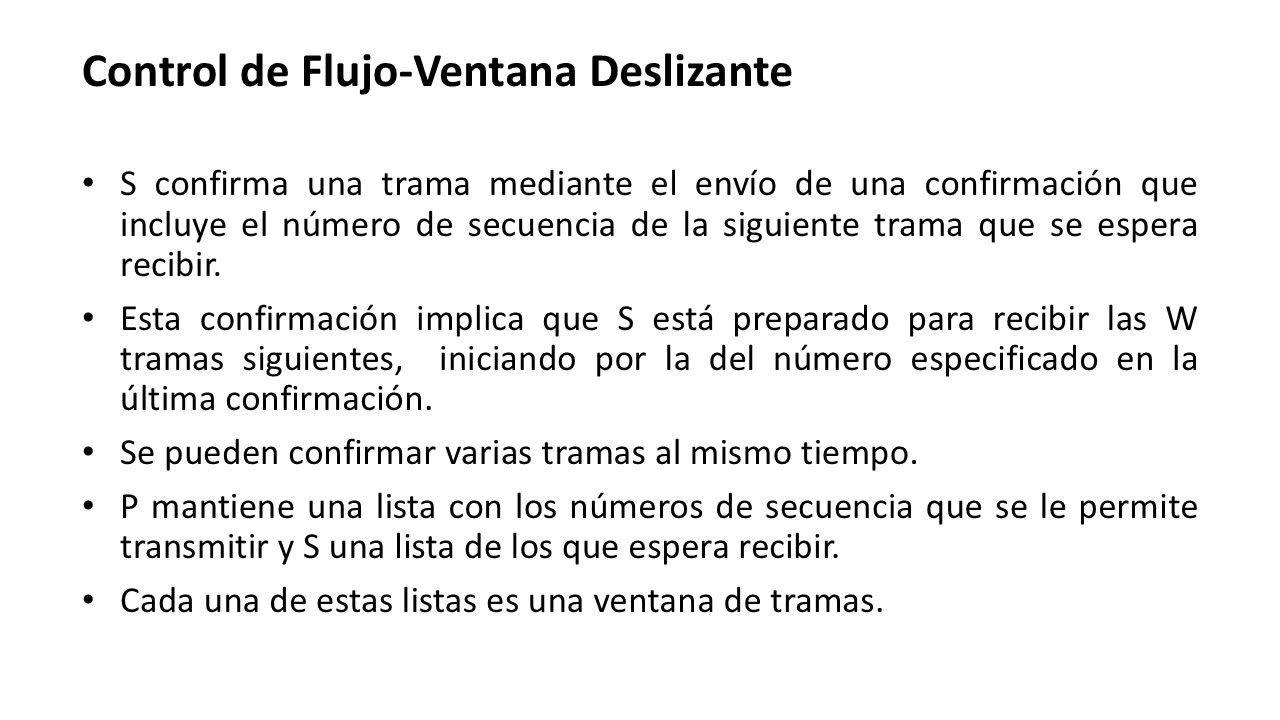 Control de Flujo-Ventana Deslizante
• S confirma una trama mediante el envío de una confirmación que
incluye el número de secuencia de la siguiente trama que se espera
recibir.
• Esta confirmación implica que S está preparado para recibir las W
tramas siguientes,  iniciando por la del número especificado en la
última confirmación.
• Se pueden confirmar varias tramas al mismo tiempo.
• P mantiene una lista con los números de secuencia que se le permite
transmitir y S una lista de los que espera recibir.
• Cada una de estas listas es una ventana de tramas.